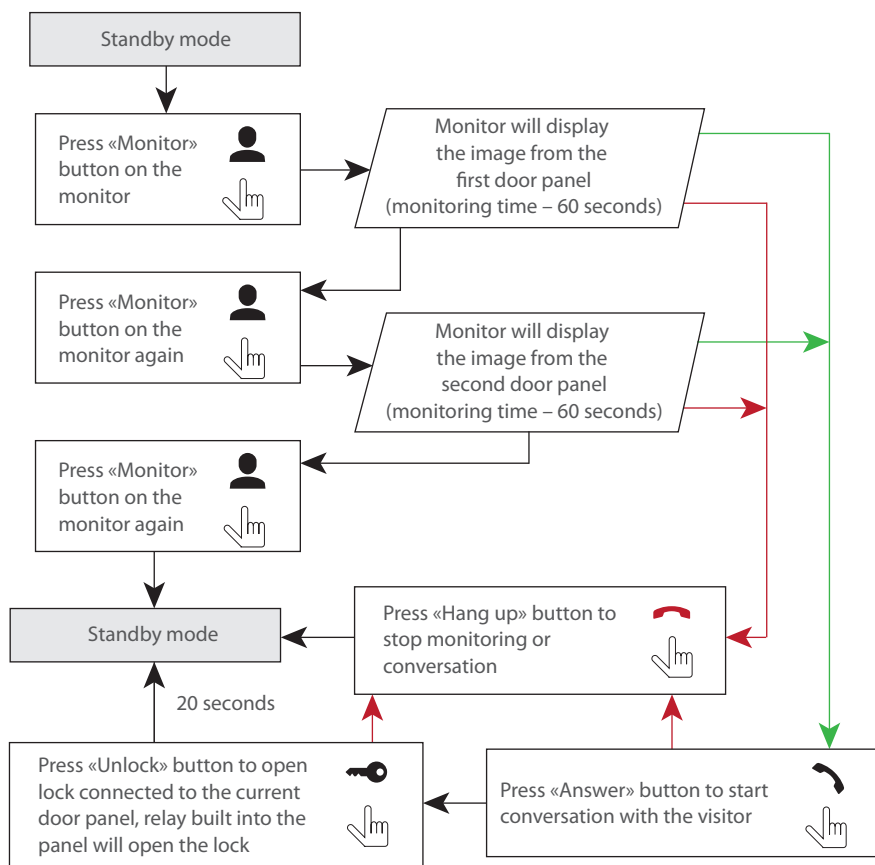 Standby mode
Press «Monitor»
button on the
monitor
Monitor will display
the image from the
first door panel
(monitoring time – 60 seconds)
Press «Monitor»
button on the
monitor again
Monitor will display
the image from the
second door panel
(monitoring time – 60 seconds)
Press «Monitor»
button on the
monitor again
Standby mode
Press «Hang up» button to
stop monitoring or
conversation
20 seconds
Press «Unlock» button to open
lock connected to the current
door panel, relay built into the
panel will open the lock
Press «Answer» button to start
conversation with the visitor